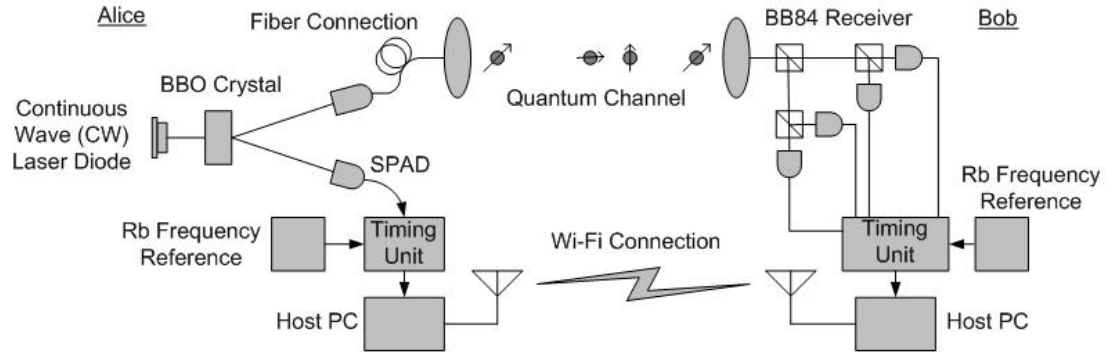 Alice
Fiber Connection
BB84 Receiver
Bob
BBO Crystal
Quantum Channel
Continuous
Wave (CW)
Laser Diode
SPAD
Rb Frequency
Reference
Timing
Unit
Wi-Fi Connection
Timing
Unit
Rb Frequency
Reference
Host PC
Host PC